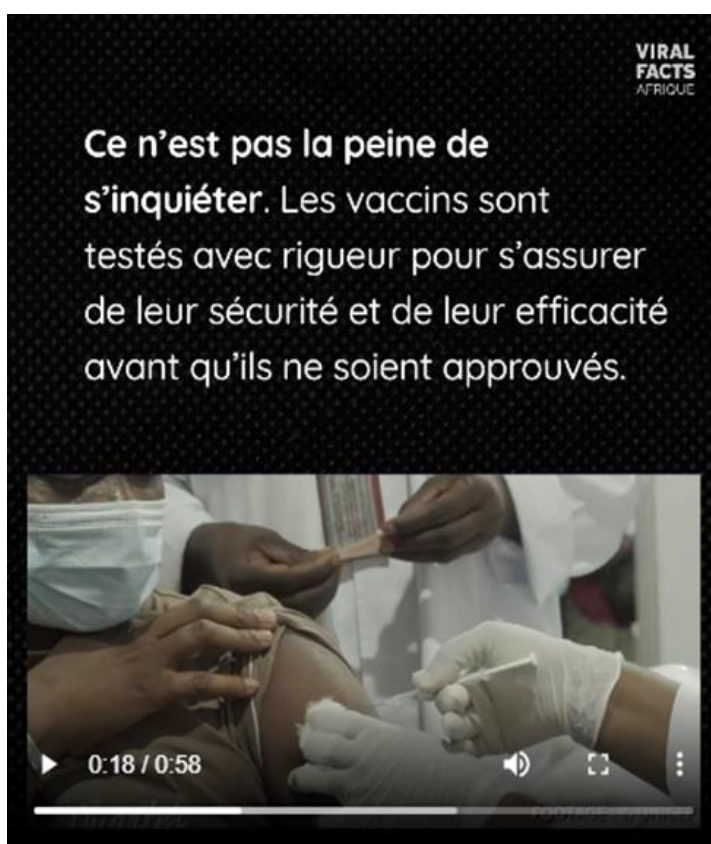 VIRAL
FACTS
AFRIQUE
Ce n’est pas la peine de
s’inquiéter. Les vaccins sont
testés avec rigueur pour s’assurer
de leur sécurité et de leur efficacité
avant qu’ils ne soient approuvés.
0:18 / 0:58